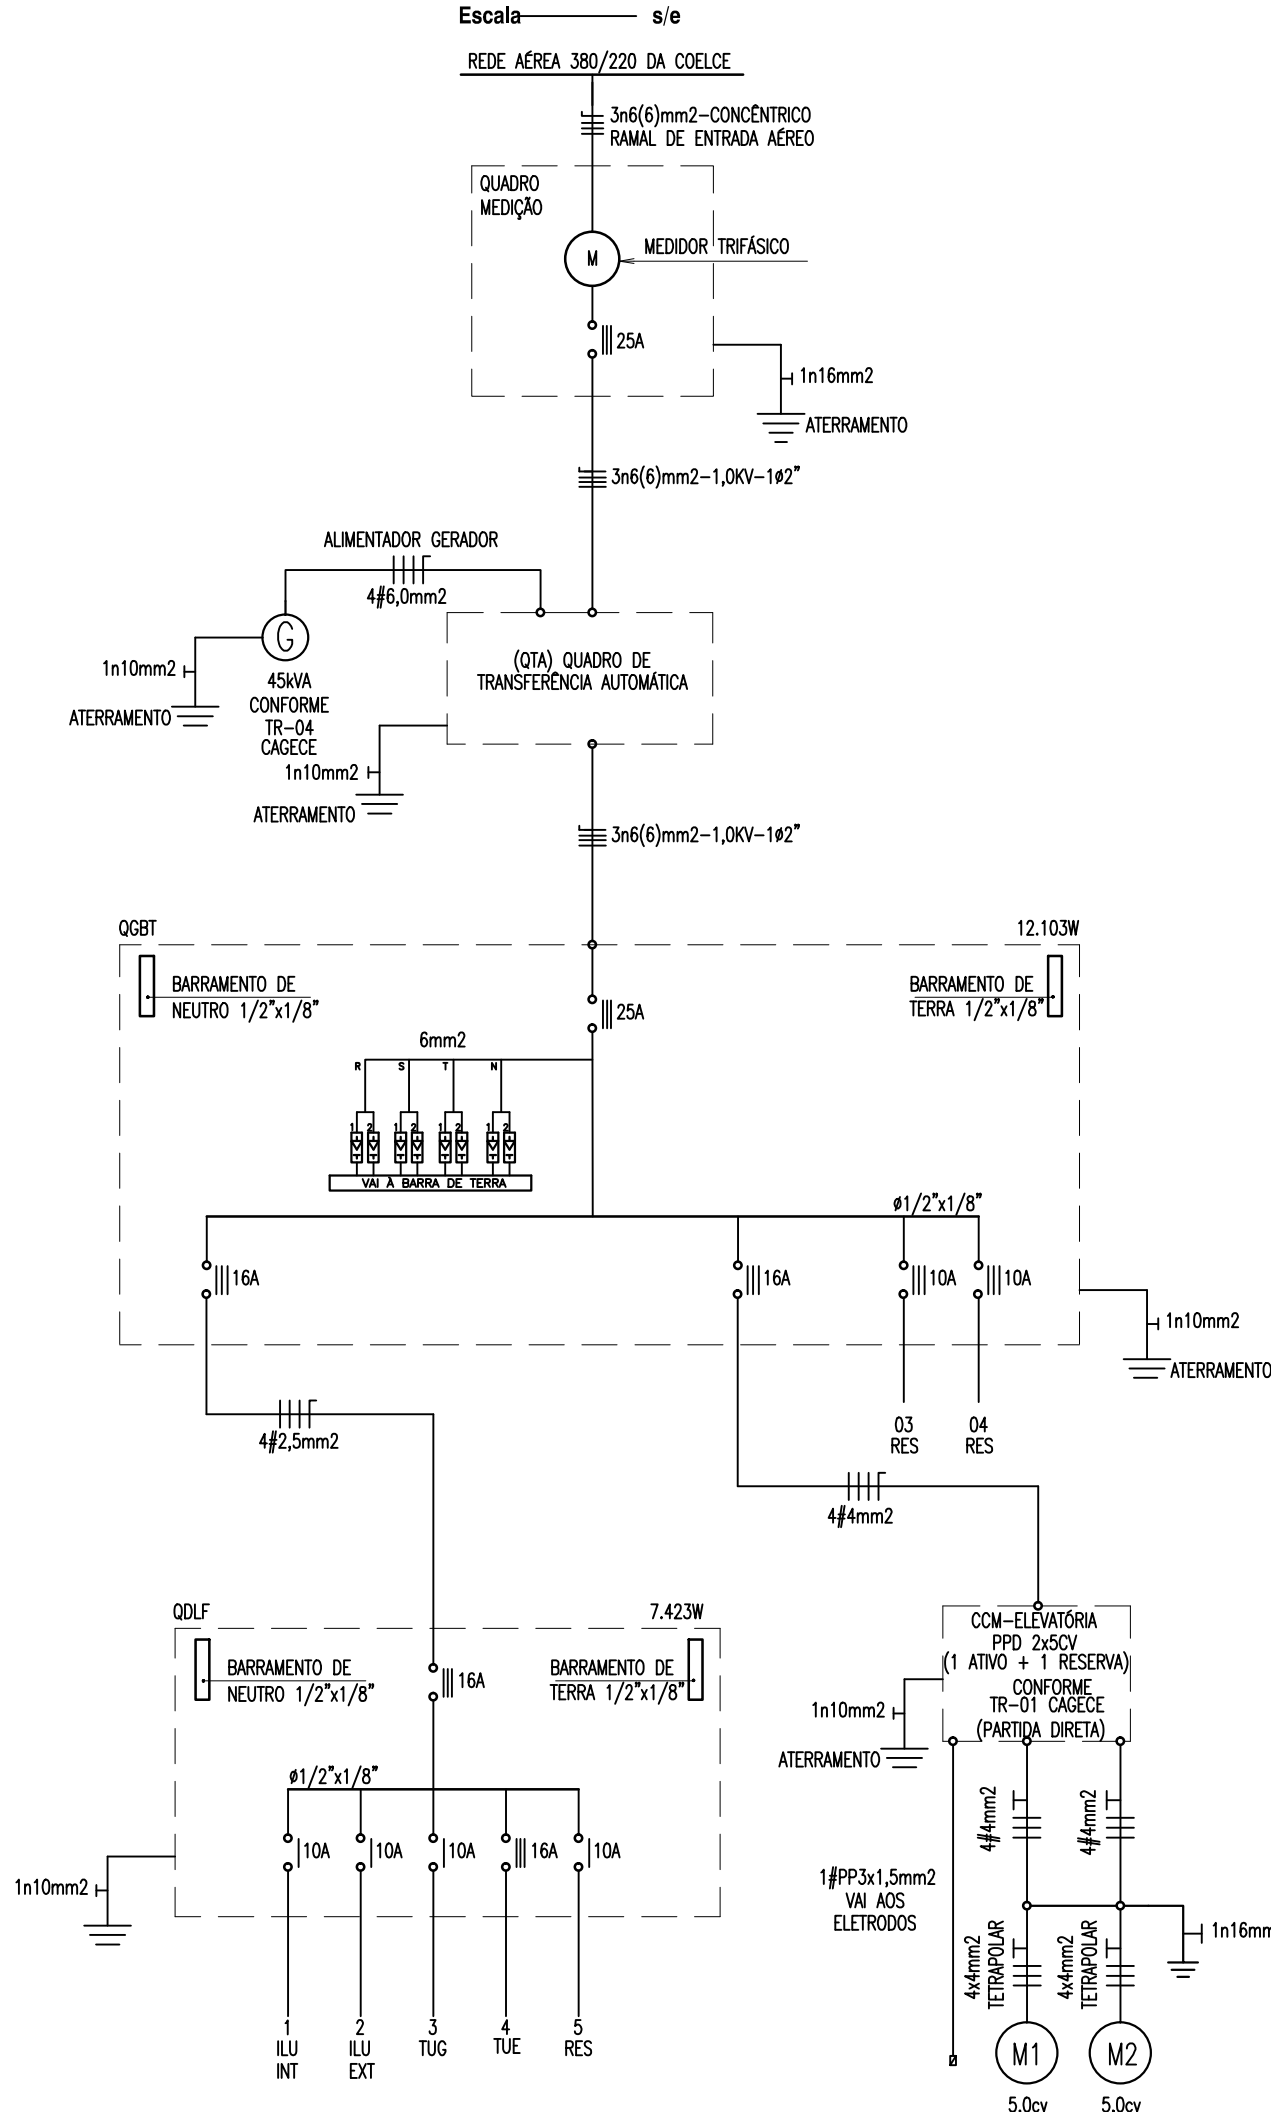 Escala s/e
REDE AÉREA 380/220 DA COELCE
3n6(6)mm2-CONCÊNTRICO
RAMAL DE ENTRADA AÉREO
QUADRO
MEDIÇÃO
M
MEDIDOR TRIFÁSICO
25A
1n16mm2
ATERRAMENTO
3n6(6)mm2-1,0KV-1ø2"
ALIMENTADOR GERADOR
4#6,0mm2
G
1n10mm2
ATERRAMENTO
45kVA
CONFORME
TR-04
CAGECE
(QTA) QUADRO DE
TRANSFERÊNCIA AUTOMÁTICA
1n10mm2
ATERRAMENTO
3n6(6)mm2-1,0KV-1ø2"
QGBT
12.103W
BARRAMENTO DE
NEUTRO 1/2"x1/8"
BARRAMENTO DE
TERRA 1/2"x1/8"
25A
6mm2
R S T N
1 2 1 2 1 2 1 2
VAI À BARRA DE TERRA
ø1/2"x1/8"
16A
16A
10A
10A
1n10mm2
ATERRAMENTO
03
RES
04
RES
4#2,5mm2
4#4mm2
QDLF
7.423W
BARRAMENTO DE
NEUTRO 1/2"x1/8"
BARRAMENTO DE
TERRA 1/2"x1/8"
16A
ø1/2"x1/8"
10A
10A
10A
16A
10A
1n10mm2
1
ILU
INT
2
ILU
EXT
3
TUG
4
TUE
5
RES
CCM-ELEVATÓRIA
PPD 2x5CV
(1 ATIVO + 1 RESERVA)
CONFORME
TR-01 CAGECE
(PARTIDA DIRETA)
1n10mm2
ATERRAMENTO
4#4mm2
4#4mm2
1#PP3x1,5mm2
VAI AOS
ELETRODOS
4x4mm2
TETRAPOLAR
4x4mm2
TETRAPOLAR
1n16mm
M1
M2
5,0cv
5,0cv